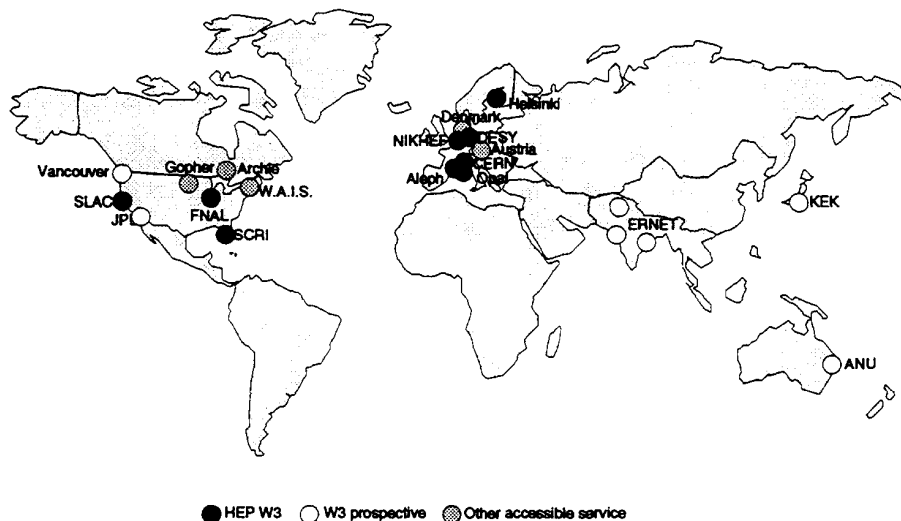 Helsinki
Denmark
NIKHEF
DESY
Austria
CERN
Aleph
Opal
Vancouver
Gopher
Archie
W.A.I.S.
SLAC
FNAL
JPL
SCRI
KEK
ERNET
ANU
HEP W3
W3 prospective
Other accessible service